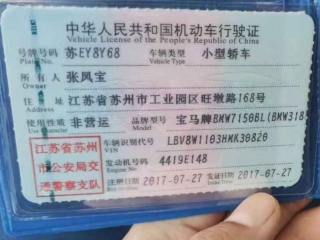 中华人民共和国机动车行驶证
Vehicle License of the People's Republic of China
号牌号码 苏EY8Y68 车辆类型 小型轿车
Plate No. Vehicle Type
所有人 张凤宝
Owner
住址 江苏省苏州市工业园区旺墩路168号
Address
使用性质 非营运 品牌型号 宝马牌BMW7150BL(BMW318
Use Character Model
江苏省苏州市公安局交通警察支队
车辆识别代号 LBV8W1103HMK30820
VIN
发动机号码 4419E148
Engine No.
注册日期 2017-07-27 发证日期 2017-07-27